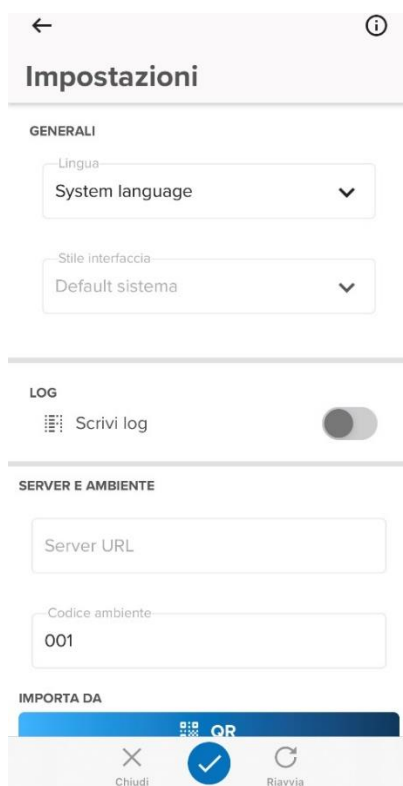 Impostazioni
GENERALI
Lingua
System language
Stile interfaccia
Default sistema
LOG
Scrivi log
SERVER E AMBIENTE
Server URL
Codice ambiente
001
IMPORTA DA
QR
Chiudi
Riavvia